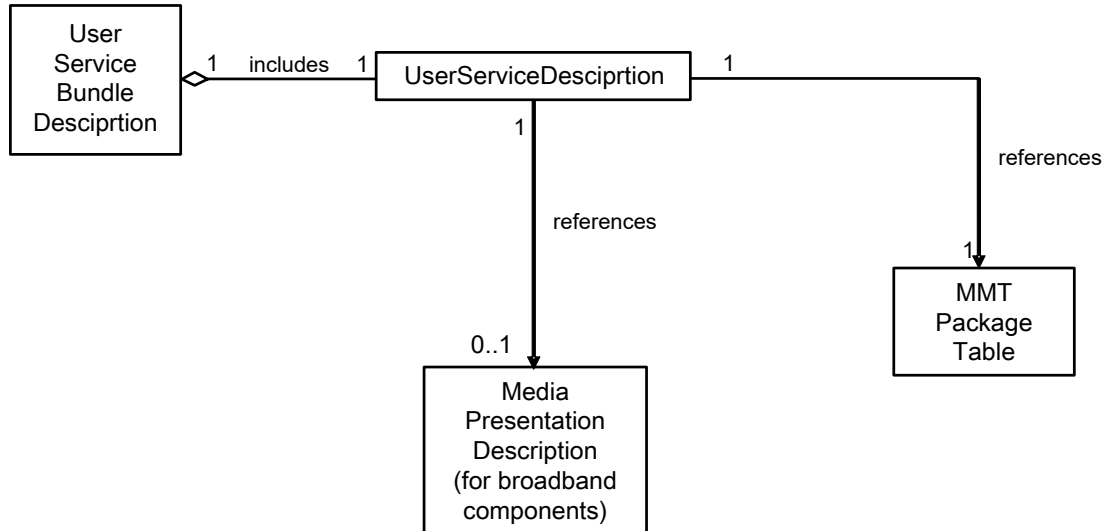 User
Service
Bundle
Desciprtion
1 includes 1
UserServiceDesciprtion
1
1
references
references
1
0..1
MMT
Package
Table
Media
Presentation
Description
(for broadband
components)